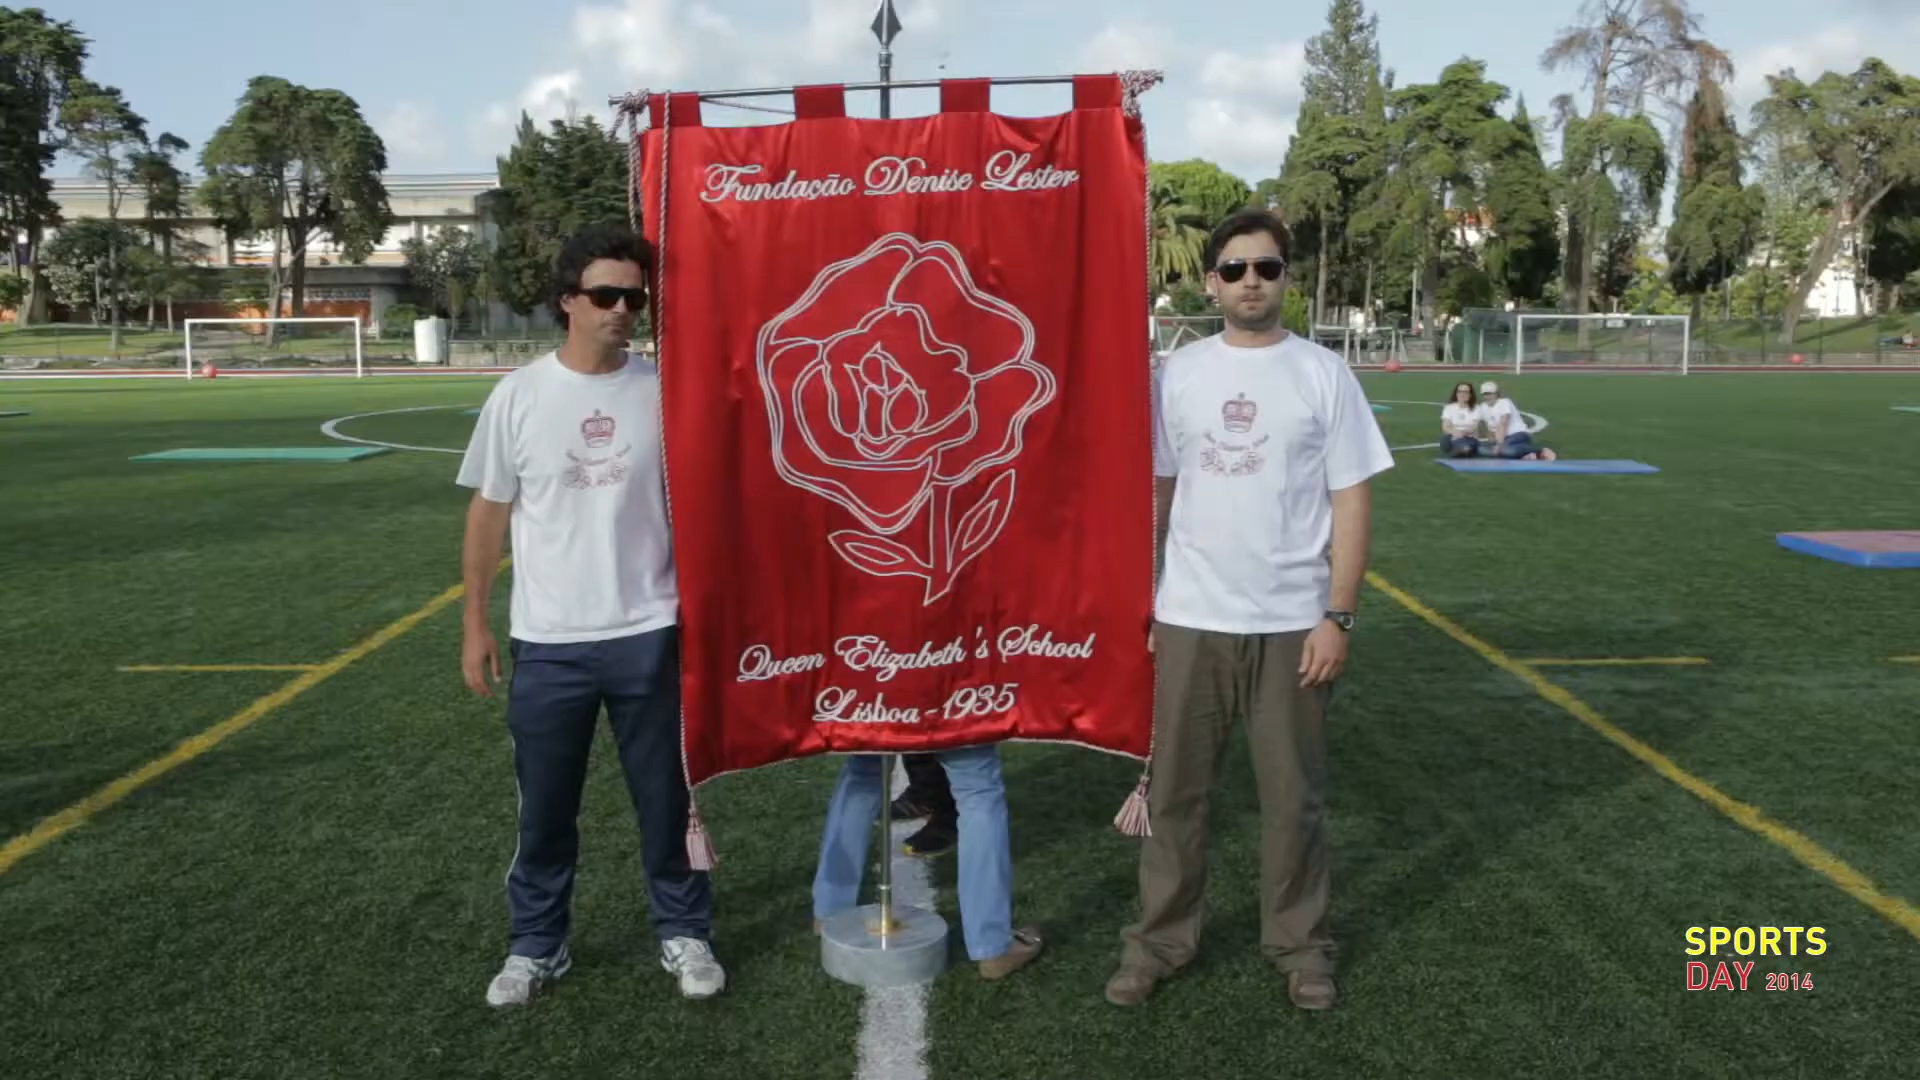 Fundação Denise Lester
Queen Elizabeth's School
Lisboa - 1935
SPORTS
DAY 2014